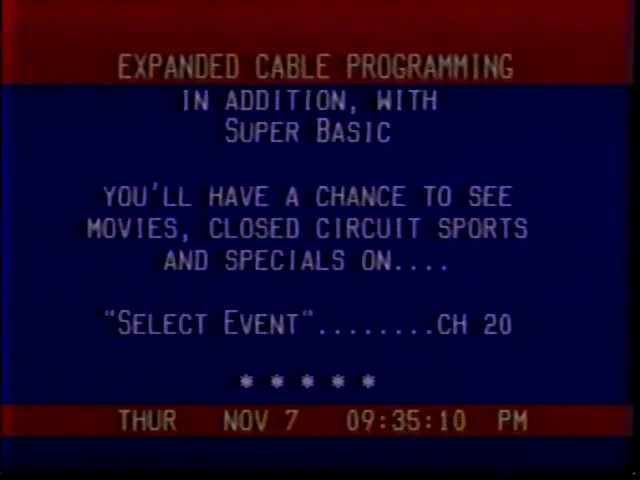 EXPANDED CABLE PROGRAMMING
IN ADDITION, WITH
SUPER BASIC
YOU'LL HAVE A CHANCE TO SEE
MOVIES, CLOSED CIRCUIT SPORTS
AND SPECIALS ON....
"SELECT EVENT"........CH 20
* * * * *
THUR NOV 7 09:35:10 PM